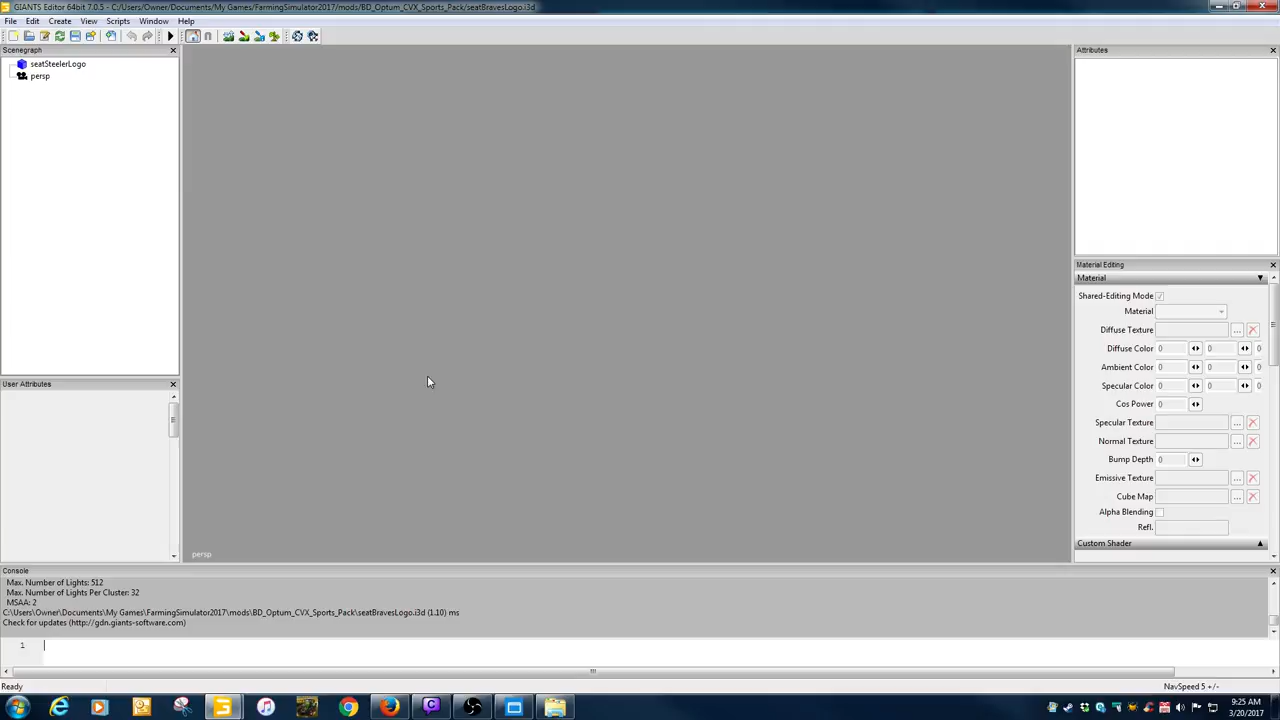 GIANTS Editor 64bit 7.0.5 - C:/Users/Owner/Documents/My Games/FarmingSimulator2017/mods/BD_Optum_CVX_Sports_Pack/seatBravesLogo.i3d
File Edit Create View Scripts Window Help
Scenegraph
seatSteelerLogo
persp
User Attributes
persp
Attributes
Material Editing
Material
Shared-Editing Mode
Material
Diffuse Texture ...
Diffuse Color 0 0 0
Ambient Color 0 0 0
Specular Color 0 0 0
Cos Power 0
Specular Texture ...
Normal Texture ...
Bump Depth 0
Emissive Texture ...
Cube Map ...
Alpha Blending
Refl.
Custom Shader
Console
Max. Number of Lights: 512
Max. Number of Lights Per Cluster: 32
MSAA: 2
C:\Users\Owner\Documents\My Games\FarmingSimulator2017\mods\BD_Optum_CVX_Sports_Pack\seatBravesLogo.i3d (1.10) ms
Check for updates (http://gdn.giants-software.com)
1
Ready
NavSpeed 5 +/-
9:25 AM
3/20/2017